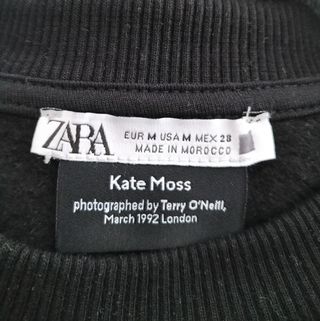 ZARA
EUR M USA M MEX 28
MADE IN MOROCCO
Kate Moss
photographed by Terry O'Neill,
March 1992 London